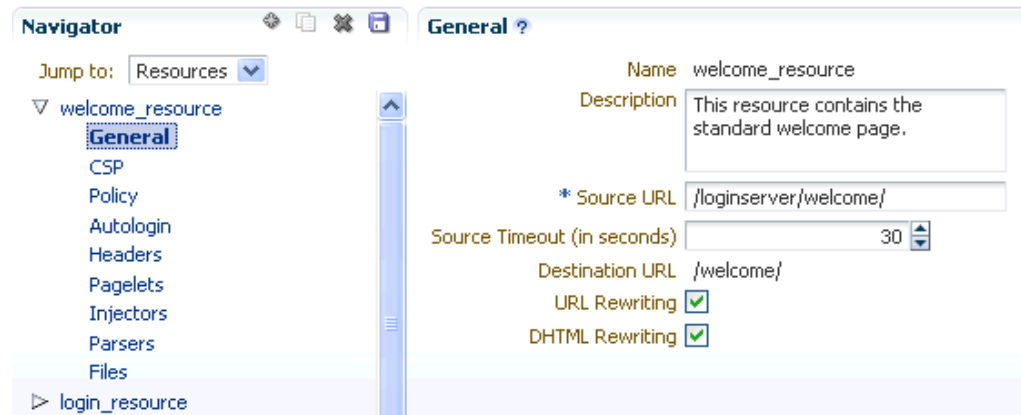 Navigator
Jump to: Resources
welcome_resource
General
CSP
Policy
Autologin
Headers
Pagelets
Injectors
Parsers
Files
login_resource
General ?
Name welcome_resource
Description This resource contains the
standard welcome page.
* Source URL /loginserver/welcome/
Source Timeout (in seconds) 30
Destination URL /welcome/
URL Rewriting
DHTML Rewriting